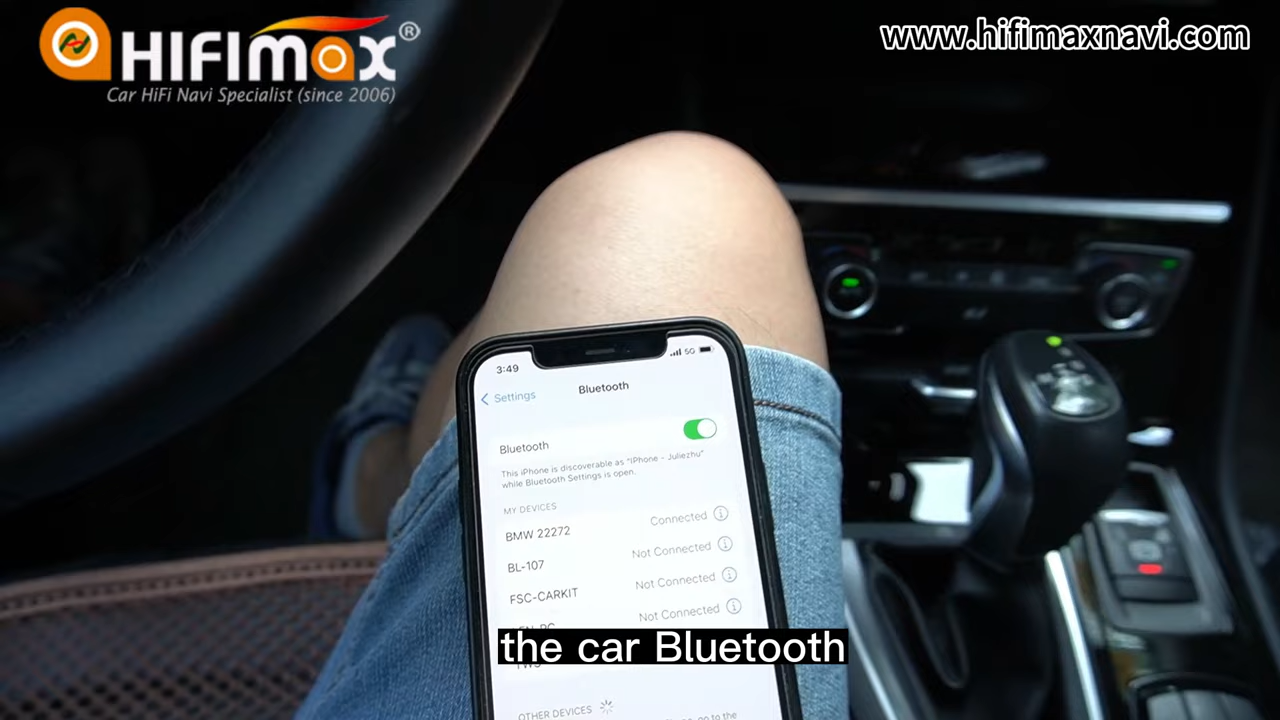 HIFIMAX®
Car HiFi Navi Specialist (since 2006)
www.hifimaxnavi.com
3:49
5G
Settings
Bluetooth
Bluetooth
This iPhone is discoverable as "IPhone - Juliezhu"
while Bluetooth Settings is open.
MY DEVICES
BMW 22272 Connected
BL-107 Not Connected
FSC-CARKIT Not Connected
Not Connected
the car Bluetooth
OTHER DEVICES